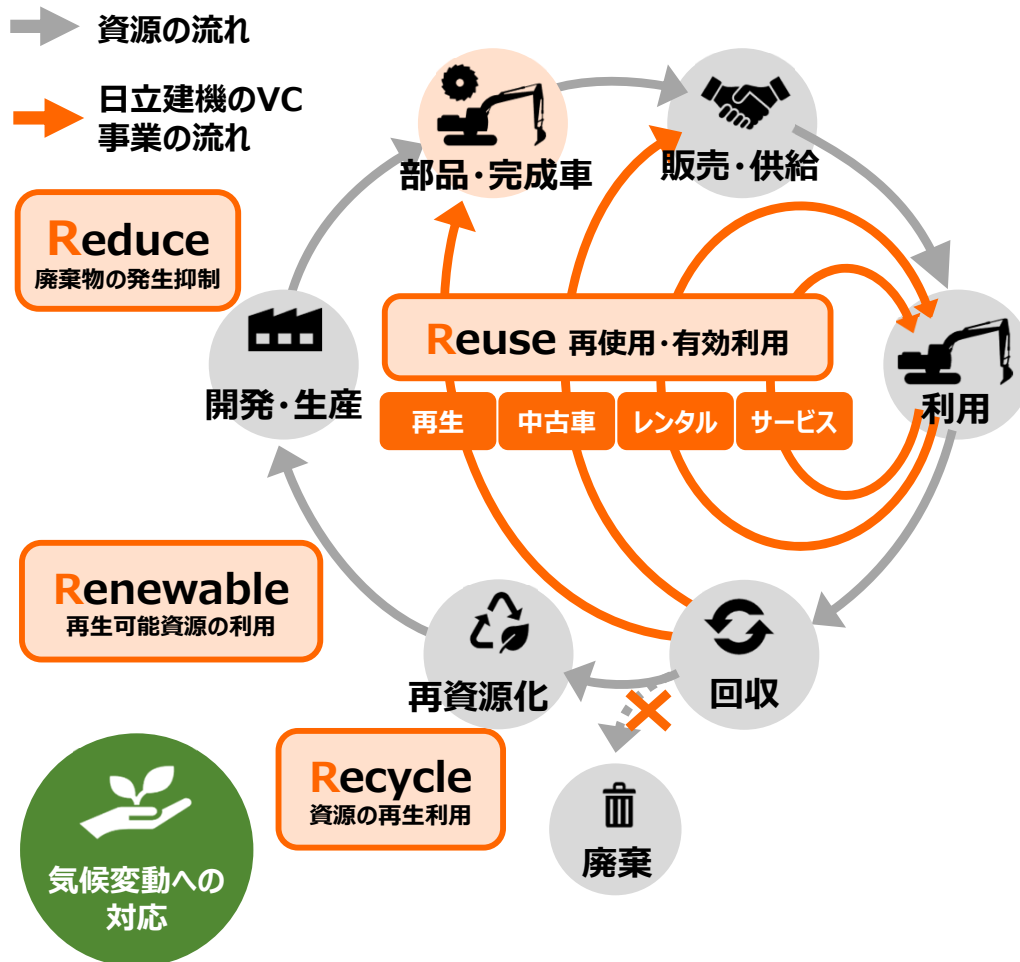 資源の流れ
日立建機のVC
事業の流れ
部品・完成車
販売・供給
Reduce
廃棄物の発生抑制
Reuse 再使用・有効利用
開発・生産
利用
再生
中古車
レンタル
サービス
Renewable
再生可能資源の利用
再資源化
回収
Recycle
資源の再生利用
廃棄
気候変動への
対応